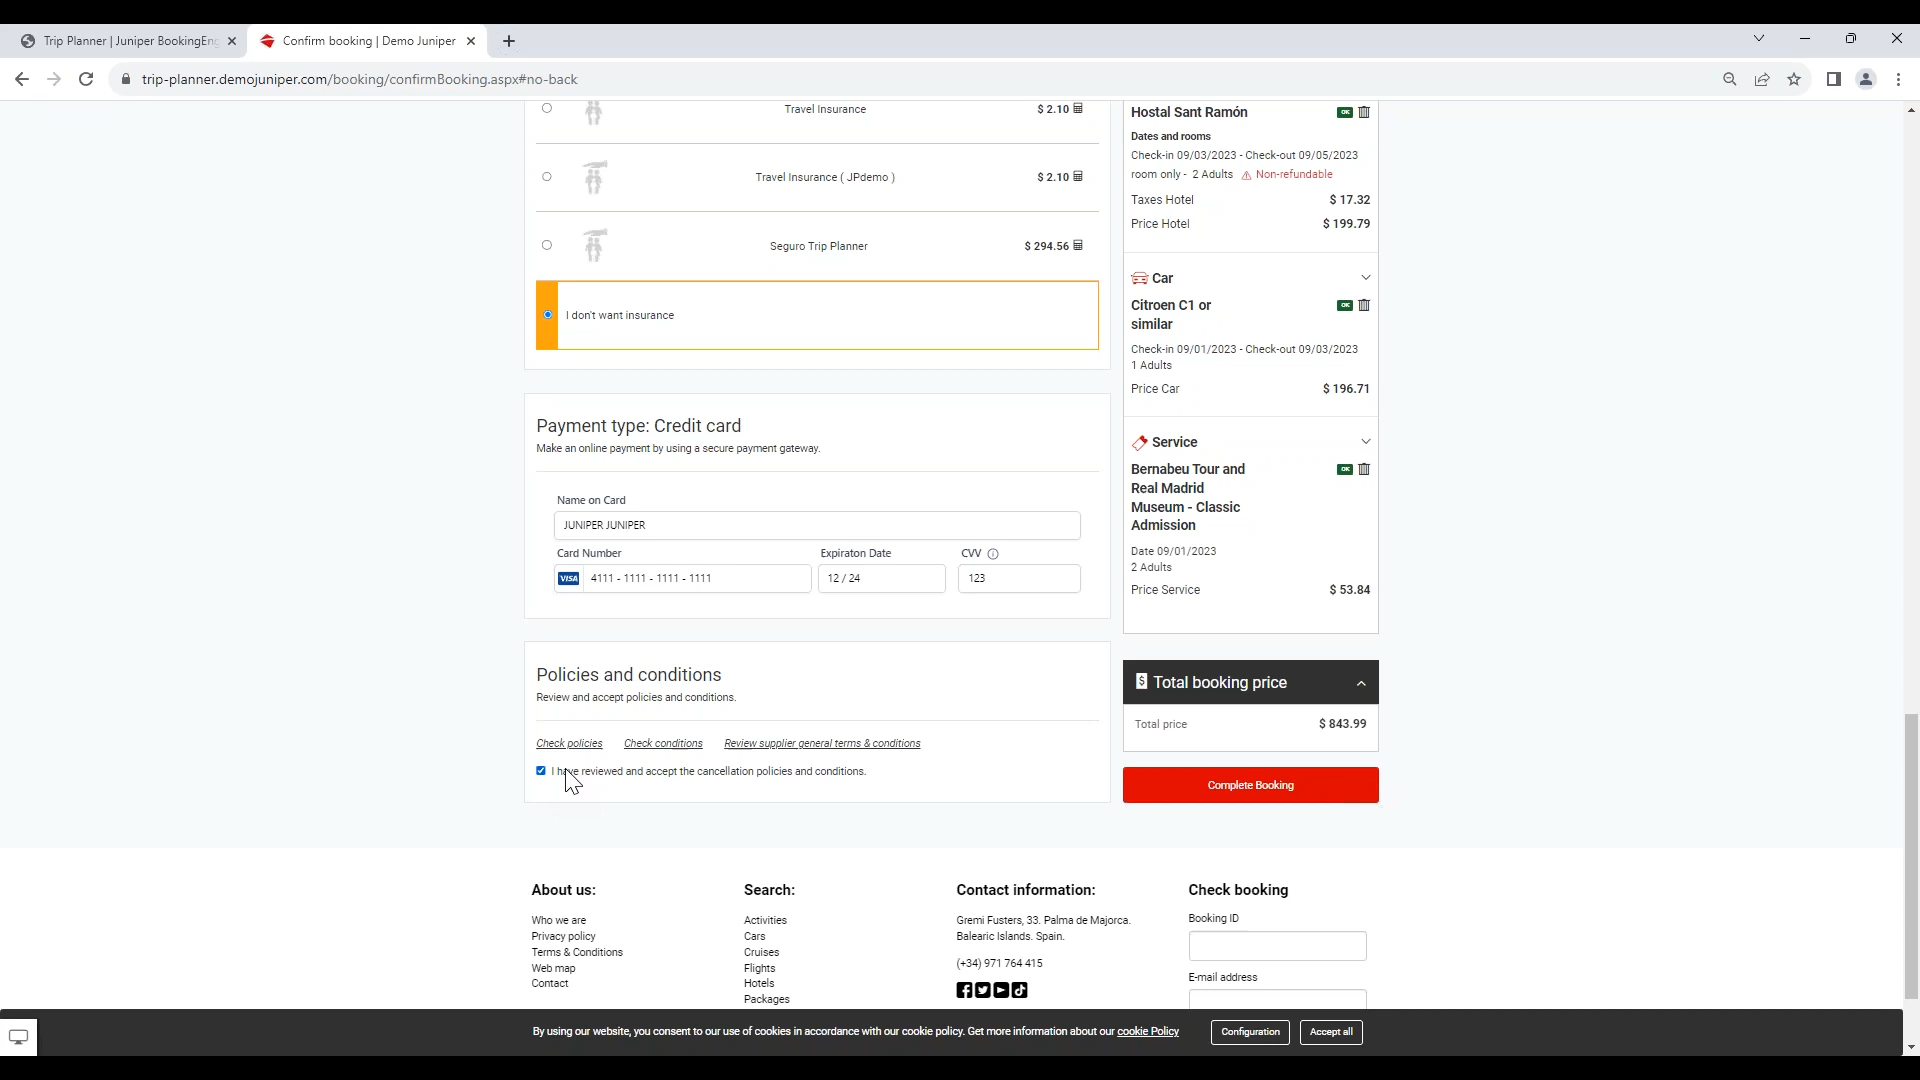 Trip Planner | Juniper BookingEng
Confirm booking | Demo Juniper
trip-planner.demojuniper.com/booking/confirmBooking.aspx#no-back
Travel Insurance
$ 2.10
Travel Insurance ( JPdemo )
$ 2.10
Seguro Trip Planner
$ 294.56
I don't want insurance
Payment type: Credit card
Make an online payment by using a secure payment gateway.
Name on Card
JUNIPER JUNIPER
Card Number
Expiraton Date
CVV
VISA
4111 - 1111 - 1111 - 1111
12 / 24
123
Policies and conditions
Review and accept policies and conditions.
Check policies
Check conditions
Review supplier general terms & conditions
I have reviewed and accept the cancellation policies and conditions.
Hostal Sant Ramón
OK
Dates and rooms
Check-in 09/03/2023 - Check-out 09/05/2023
room only - 2 Adults
Non-refundable
Taxes Hotel
$ 17.32
Price Hotel
$ 199.79
Car
Citroen C1 or
similar
OK
Check-in 09/01/2023 - Check-out 09/03/2023
1 Adults
Price Car
$ 196.71
Service
Bernabeu Tour and
Real Madrid
Museum - Classic
Admission
OK
Date 09/01/2023
2 Adults
Price Service
$ 53.84
$ Total booking price
Total price
$ 843.99
Complete Booking
About us:
Who we are
Privacy policy
Terms & Conditions
Web map
Contact
Search:
Activities
Cars
Cruises
Flights
Hotels
Packages
Contact information:
Gremi Fusters, 33. Palma de Majorca.
Balearic Islands. Spain.
(+34) 971 764 415
Check booking
Booking ID
E-mail address
By using our website, you consent to our use of cookies in accordance with our cookie policy. Get more information about our cookie Policy
Configuration
Accept all